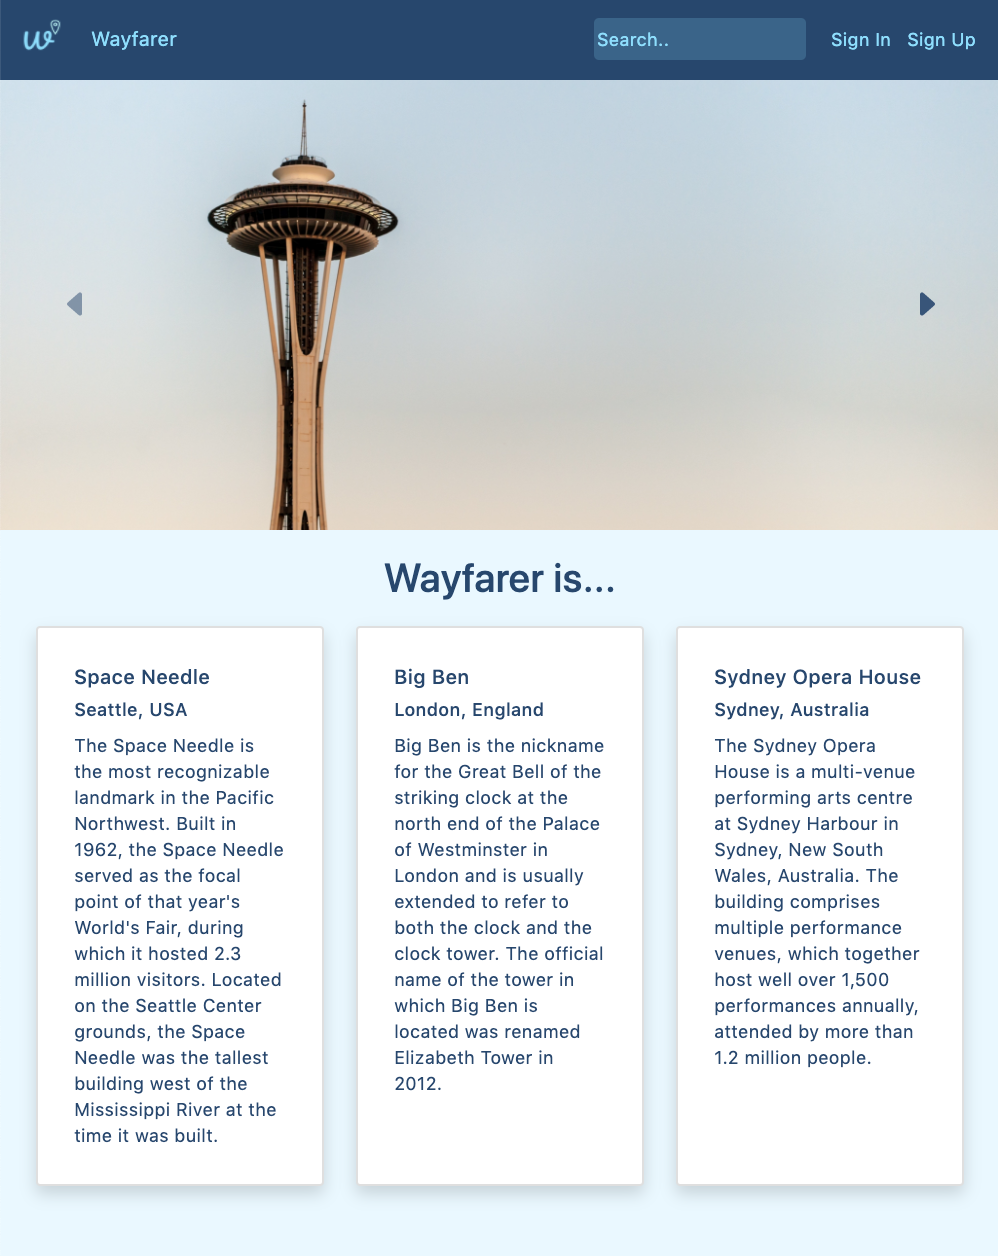 w Wayfarer Search.. Sign In Sign Up
Wayfarer is...
Space Needle
Seattle, USA
The Space Needle is
the most recognizable
landmark in the Pacific
Northwest. Built in
1962, the Space Needle
served as the focal
point of that year's
World's Fair, during
which it hosted 2.3
million visitors. Located
on the Seattle Center
grounds, the Space
Needle was the tallest
building west of the
Mississippi River at the
time it was built.
Big Ben
London, England
Big Ben is the nickname
for the Great Bell of the
striking clock at the
north end of the Palace
of Westminster in
London and is usually
extended to refer to
both the clock and the
clock tower. The official
name of the tower in
which Big Ben is
located was renamed
Elizabeth Tower in
2012.
Sydney Opera House
Sydney, Australia
The Sydney Opera
House is a multi-venue
performing arts centre
at Sydney Harbour in
Sydney, New South
Wales, Australia. The
building comprises
multiple performance
venues, which together
host well over 1,500
performances annually,
attended by more than
1.2 million people.